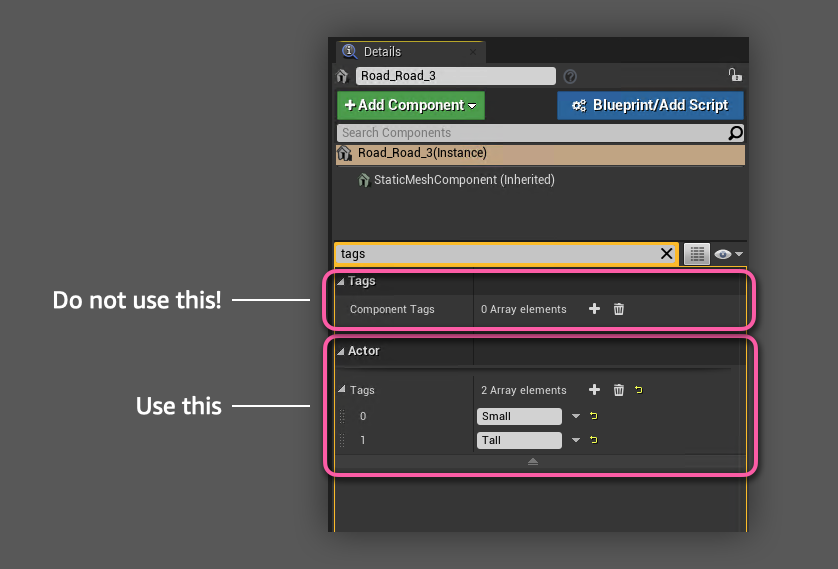 Details
Road_Road_3
+ Add Component
Blueprint/Add Script
Search Components
Road_Road_3(Instance)
StaticMeshComponent (Inherited)
tags
Tags
Do not use this!
Component Tags 0 Array elements
Actor
Tags 2 Array elements
Use this
0 Small
1 Tall